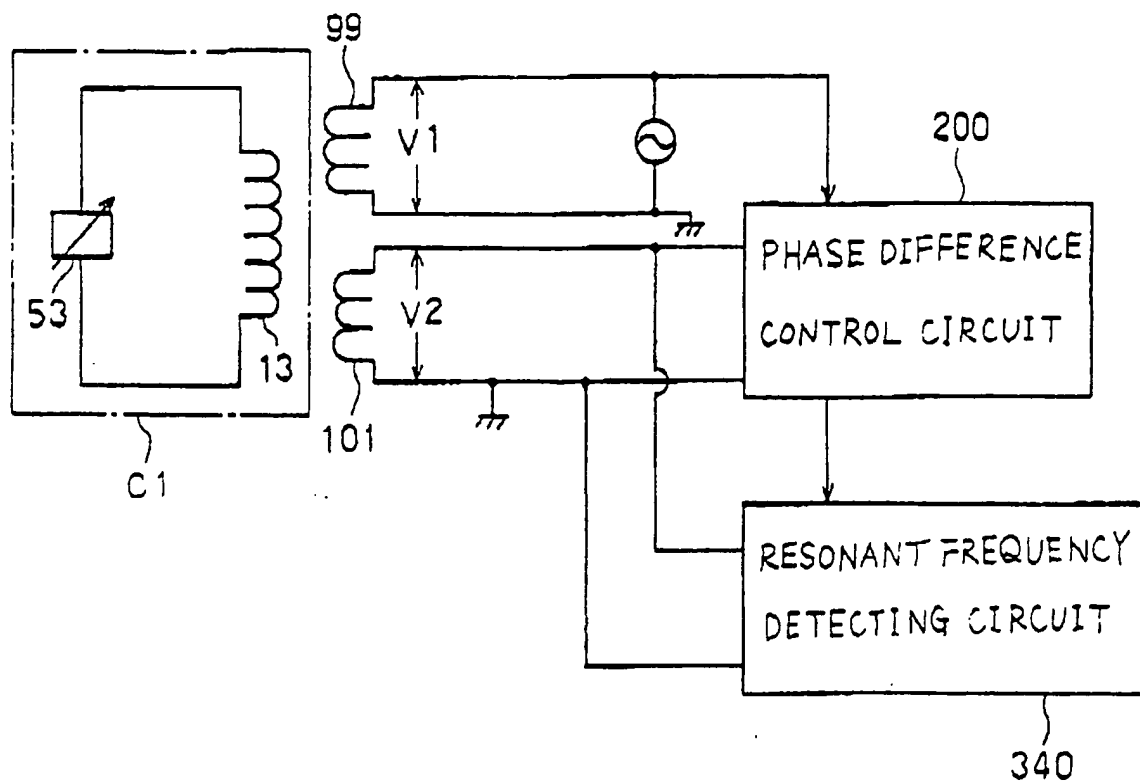 99
V1
200
PHASE DIFFERENCE
CONTROL CIRCUIT
53
13
V2
101
C1
RESONANT FREQUENCY
DETECTING CIRCUIT
340